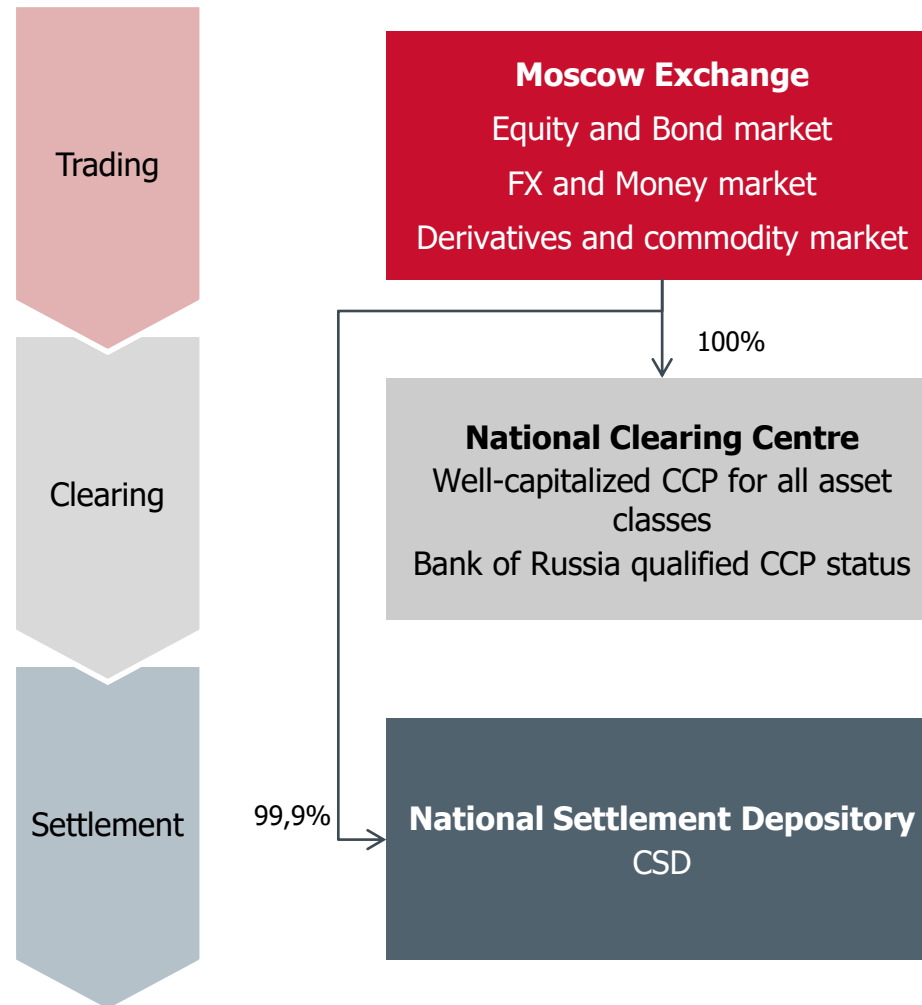 Trading
Moscow Exchange
Equity and Bond market
FX and Money market
Derivatives and commodity market
100%
Clearing
National Clearing Centre
Well-capitalized CCP for all asset
classes
Bank of Russia qualified CCP status
Settlement
99,9%
National Settlement Depository
CSD